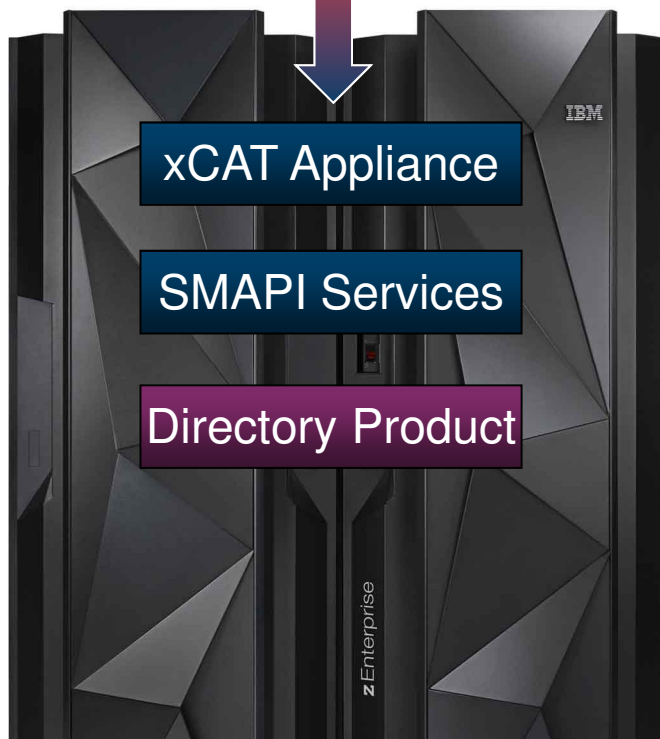 IBM
xCAT Appliance
SMAPI Services
Directory Product
zEnterprise